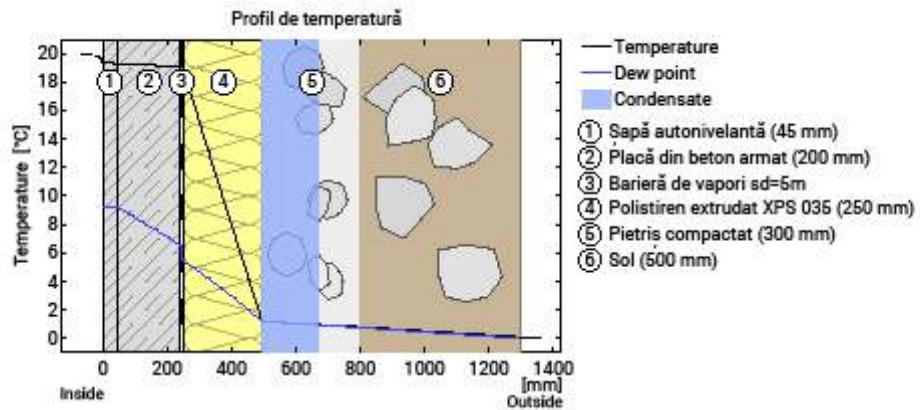 Profil de temperatură
Temperature [°C]
20
18
16
14
12
10
8
6
4
2
0
1
2
3
4
5
6
0
200
400
600
800
1000
1200
1400
[mm]
Inside
Outside
Temperature
Dew point
Condensate
1 Șapă autonivelantă (45 mm)
2 Placă din beton armat (200 mm)
3 Barieră de vapori sd=5m
4 Polistiren extrudat XPS 035 (250 mm)
5 Pietriș compactat (300 mm)
6 Sol (500 mm)